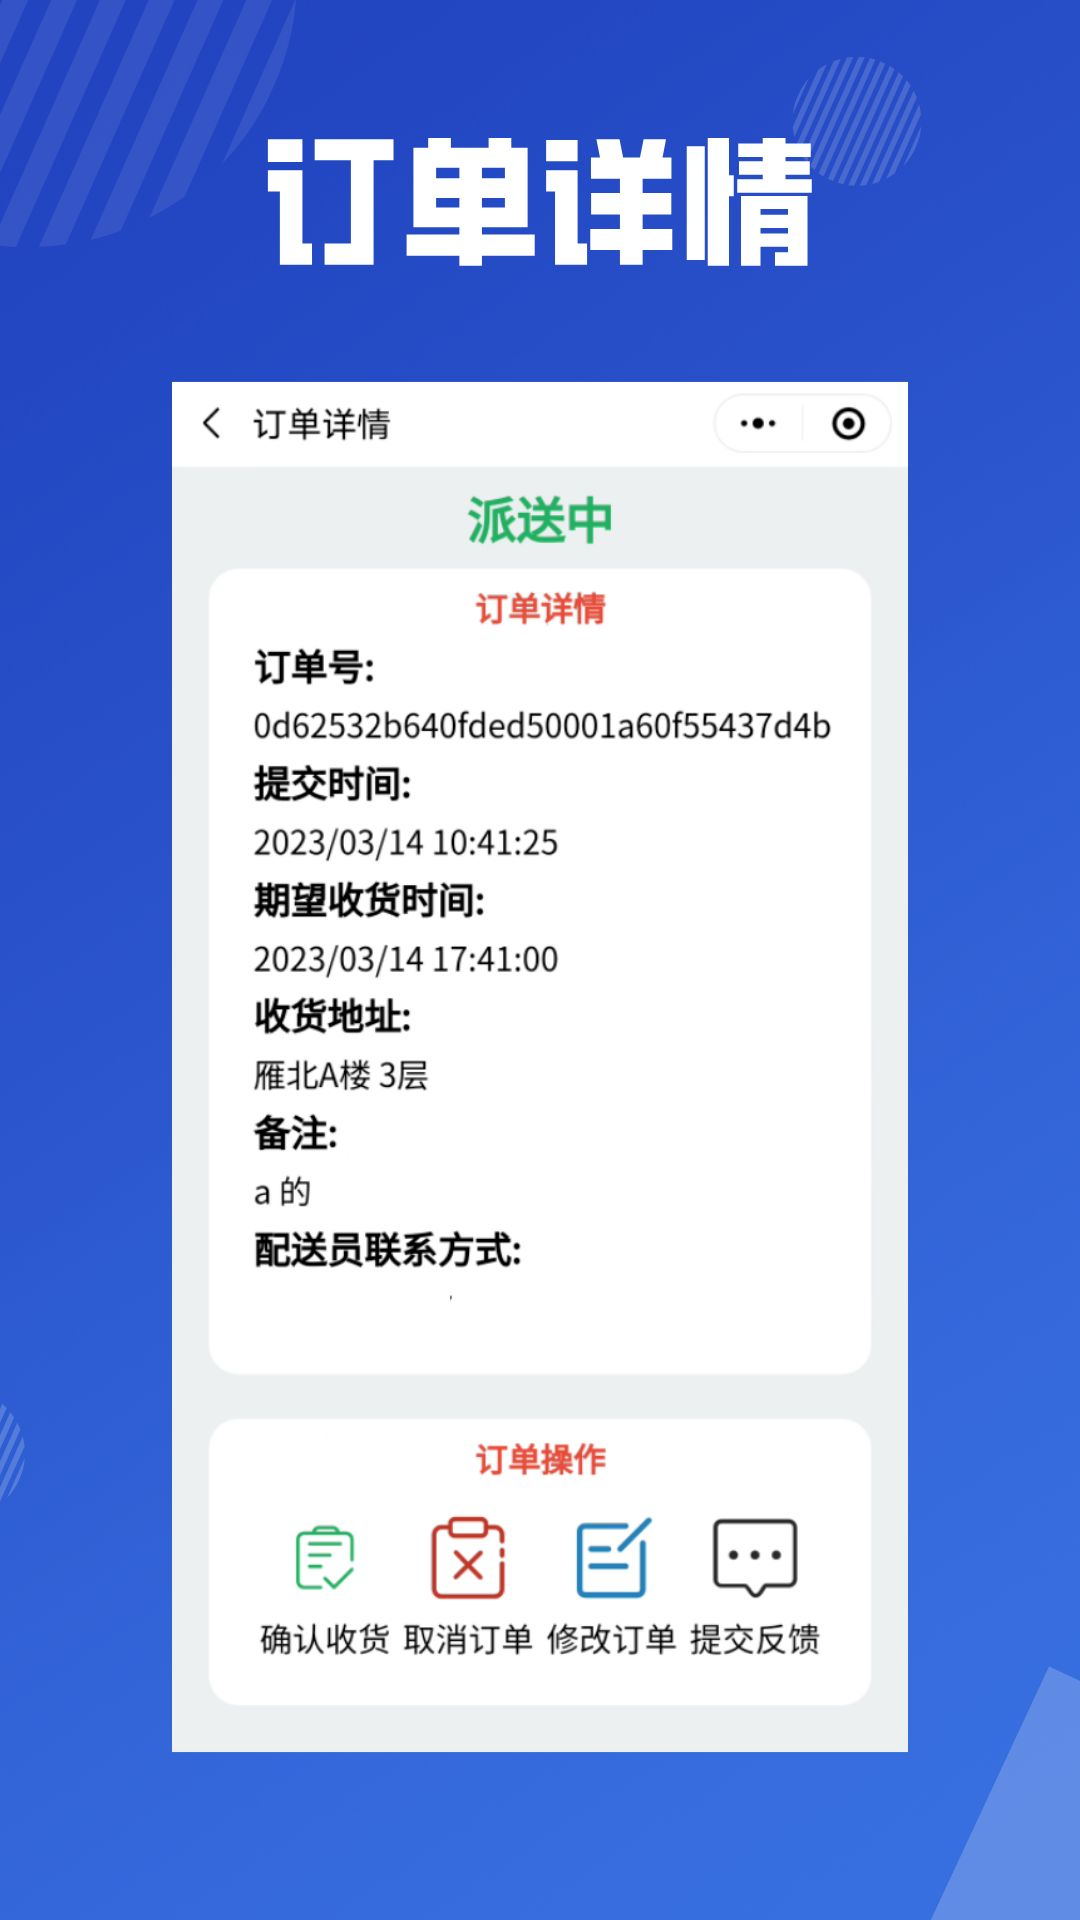 订单详情
订单详情
派送中
订单详情
订单号:
0d62532b640fded50001a60f55437d4b
提交时间:
2023/03/14 10:41:25
期望收货时间:
2023/03/14 17:41:00
收货地址:
雁北A楼 3层
备注:
a 的
配送员联系方式:
订单操作
确认收货 取消订单 修改订单 提交反馈